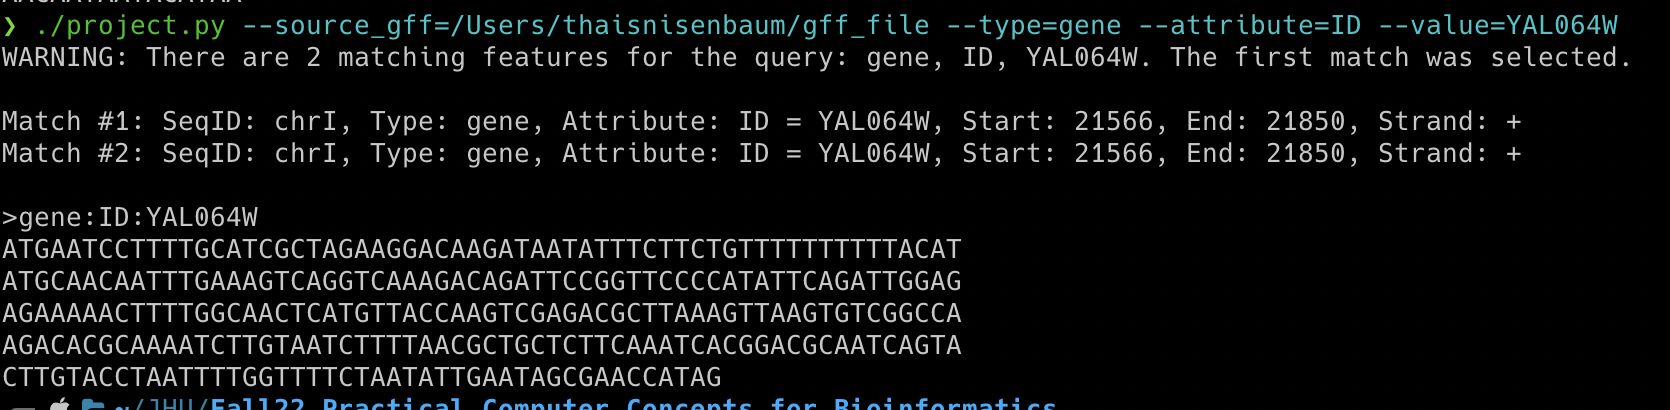 ❯ ./project.py --source_gff=/Users/thaisnisenbaum/gff_file --type=gene --attribute=ID --value=YAL064W
WARNING: There are 2 matching features for the query: gene, ID, YAL064W. The first match was selected.
Match #1: SeqID: chrI, Type: gene, Attribute: ID = YAL064W, Start: 21566, End: 21850, Strand: +
Match #2: SeqID: chrI, Type: gene, Attribute: ID = YAL064W, Start: 21566, End: 21850, Strand: +
>gene:ID:YAL064W
ATGAATCCTTTTGCATCGCTAGAAGGACAAGATAATATTTCTTCTGTTTTTTTTTTACAT
ATGCAACAATTTGAAAGTCAGGTCAAAGACAGATTCCGGTTCCCCATATTCAGATTGGAG
AGAAAAACTTTTGGCAACTCATGTTACCAAGTCGAGACGCTTAAAGTTAAGTGTCGGCCA
AGACACGCAAAATCTTGTAATCTTTTAACGCTGCTCTTCAAATCACGGACGCAATCAGTA
CTTGTACCTAATTTTGGTTTTCTAATATTGAATAGCGAACCATAG
~/JHU/Fall22 Practical Computer Concepts for Bioinformatics